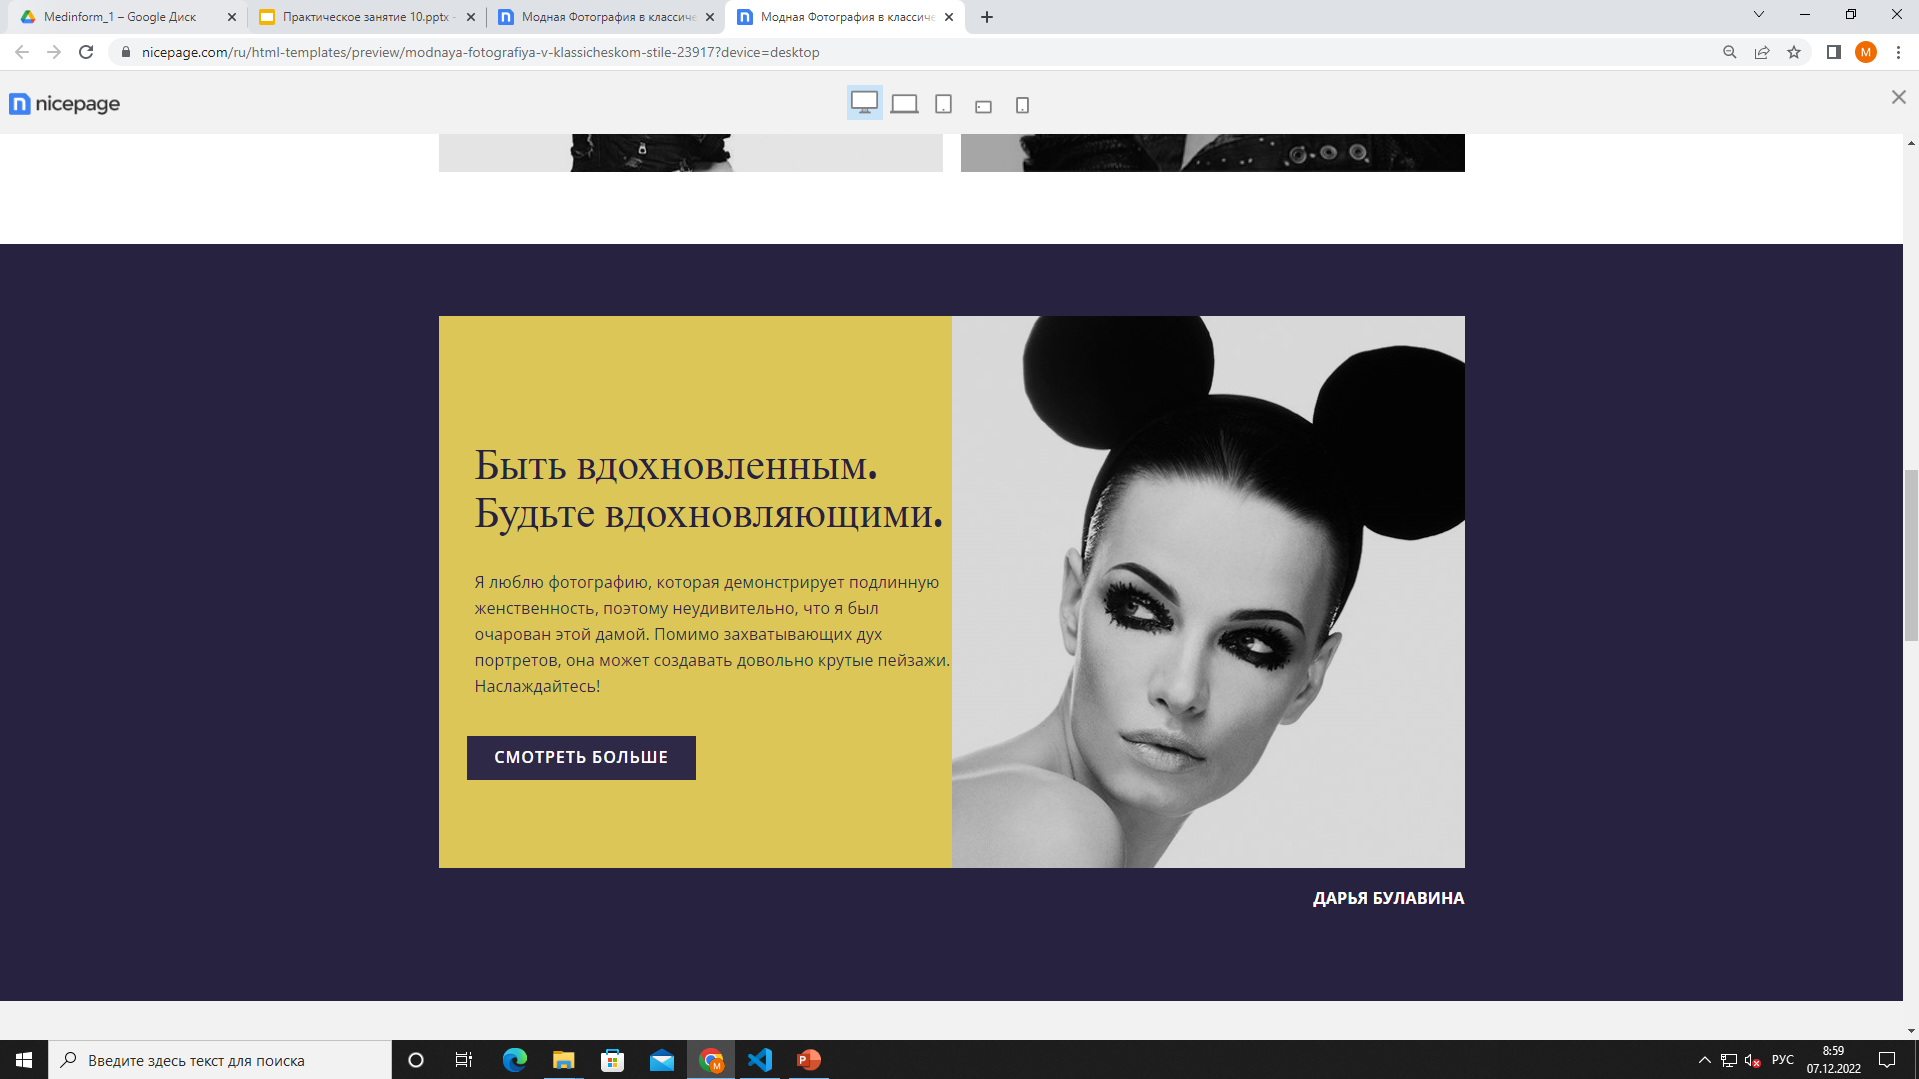 Medinform_1 – Google Диск
Практическое занятие 10.pptx -
Модная Фотография в классиче
Модная Фотография в классиче
nicepage.com/ru/html-templates/preview/modnaya-fotografiya-v-klassicheskom-stile-23917?device=desktop
M
nicepage
Быть вдохновленным.
Будьте вдохновляющими.
Я люблю фотографию, которая демонстрирует подлинную
женственность, поэтому неудивительно, что я был
очарован этой дамой. Помимо захватывающих дух
портретов, она может создавать довольно крутые пейзажи.
Наслаждайтесь!
СМОТРЕТЬ БОЛЬШЕ
ДАРЬЯ БУЛАВИНА
Введите здесь текст для поиска
M
P
РУС
8:59
07.12.2022